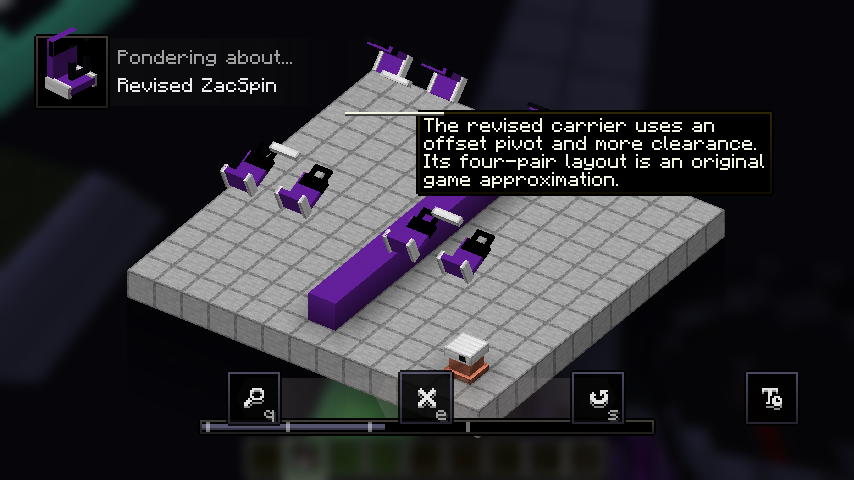 Pondering about...
Revised ZacSpin
The revised carrier uses an
offset pivot and more clearance.
Its four-pair layout is an original
game approximation.
q
e
s
T